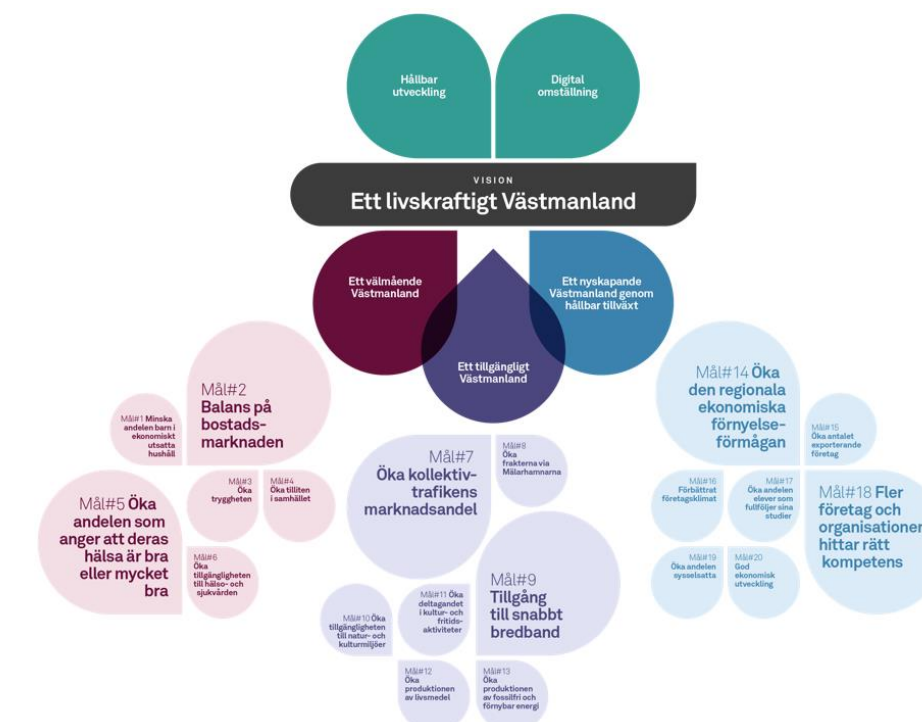 Hållbar
utveckling
Digital
omställning
VISION
Ett livskraftigt Västmanland
Ett välmående
Västmanland
Ett tillgängligt
Västmanland
Ett nyskapande
Västmanland genom
hållbar tillväxt
Mål#1 Minska
andelen barn i
ekonomiskt
utsatta
hushåll
Mål#2
Balans på
bostads-
marknaden
Mål#3
Öka
tryggheten
Mål#4
Öka tilliten
i samhället
Mål#5 Öka
andelen som
anger att deras
hälsa är bra
eller mycket
bra
Mål#6
Öka
tillgängligheten
till hälso- och
sjukvården
Mål#7
Öka kollektiv-
trafikens
marknadsandel
Mål#8
Öka
frakterna via
Mälarhamnarna
Mål#9
Tillgång
till snabbt
bredband
Mål#10 Öka
tillgängligheten
till natur- och
kulturmiljöer
Mål#11 Öka
deltagandet
i kultur- och
fritids-
aktiviteter
Mål#12
Öka
produktionen
av livsmedel
Mål#13
Öka
produktionen
av fossilfri och
förnybar energi
Mål#14 Öka
den regionala
ekonomiska
förnyelse-
förmågan
Mål#15
Öka antalet
exporterande
företag
Mål#16
Förbättrat
företagsklimat
Mål#17
Öka andelen
elever som
fullföljer sina
studier
Mål#18 Fler
företag och
organisationer
hittar rätt
kompetens
Mål#19
Öka andelen
sysselsatta
Mål#20
God
ekonomisk
utveckling